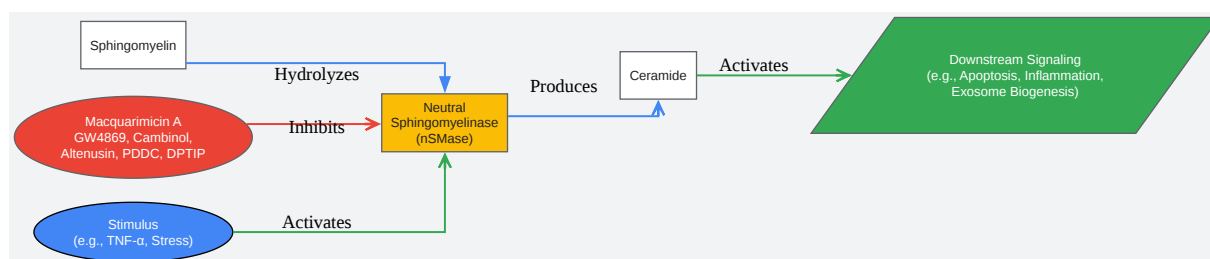 Sphingomyelin
Hydrolyzes
Macquarimicin A
GW4869, Cambinol,
Altenusin, PDDC, DPTIP
Inhibits
Neutral
Sphingomyelinase
(nSMase)
Stimulus
(e.g., TNF-α, Stress)
Activates
Produces
Ceramide
Activates
Downstream Signaling
(e.g., Apoptosis, Inflammation,
Exosome Biogenesis)